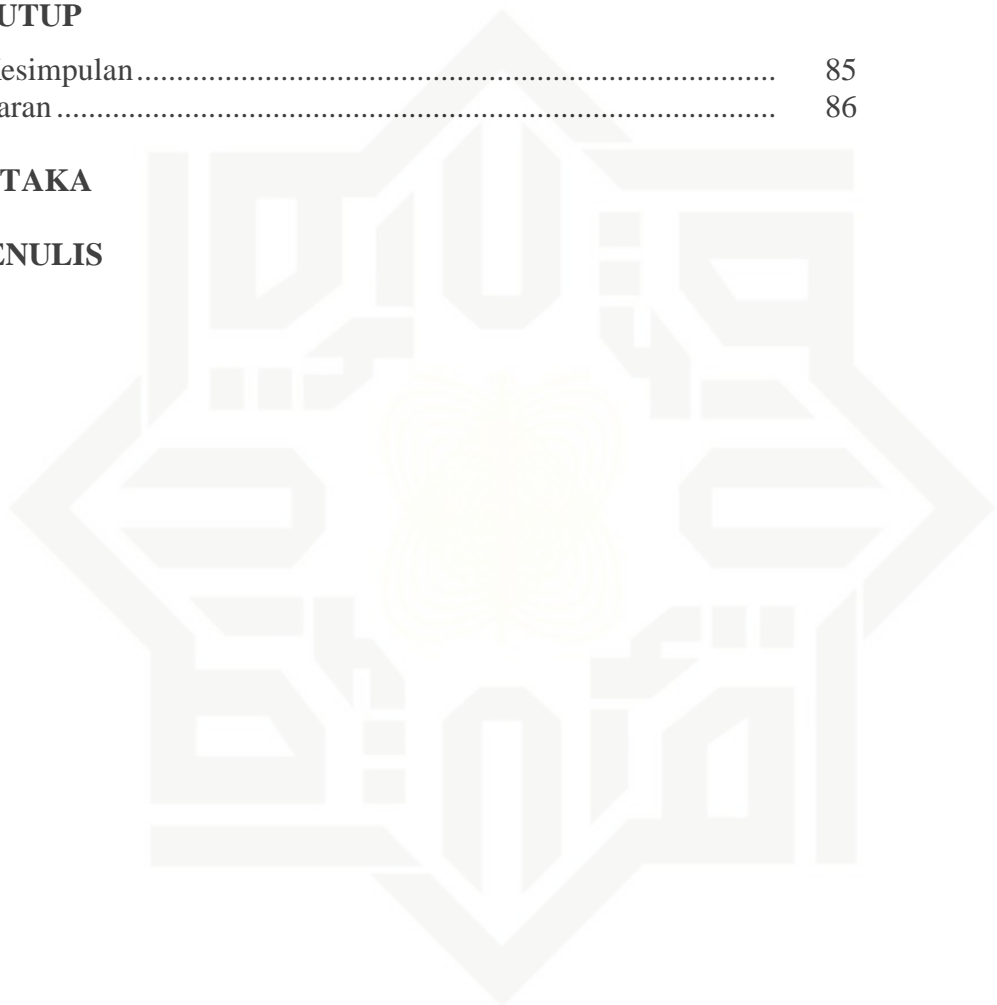 UTUP
esimpulan................................................................................ 85
aran .......................................................................................... 86
TAKA
ENULIS